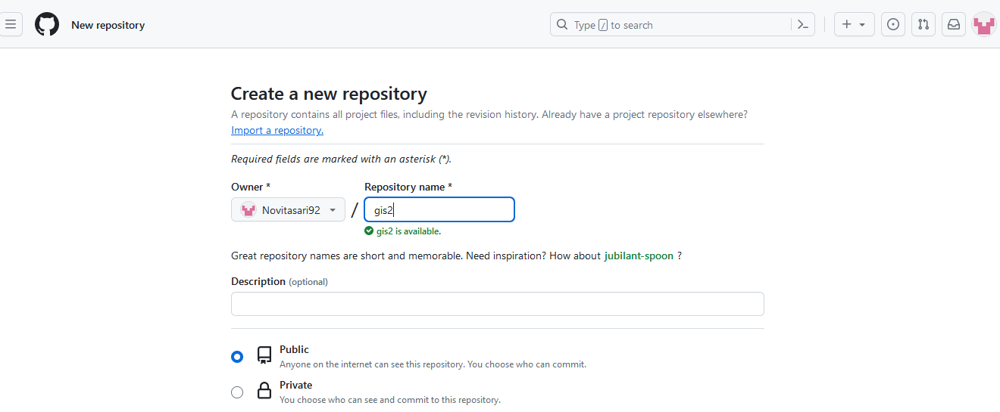 New repository
Type / to search
Create a new repository
A repository contains all project files, including the revision history. Already have a project repository elsewhere?
Import a repository.
Required fields are marked with an asterisk (*).
Owner * Repository name *
Novitasari92 / gis2
gis2 is available.
Great repository names are short and memorable. Need inspiration? How about jubilant-spoon ?
Description (optional)
Public
Anyone on the internet can see this repository. You choose who can commit.
Private
You choose who can see and commit to this repository.